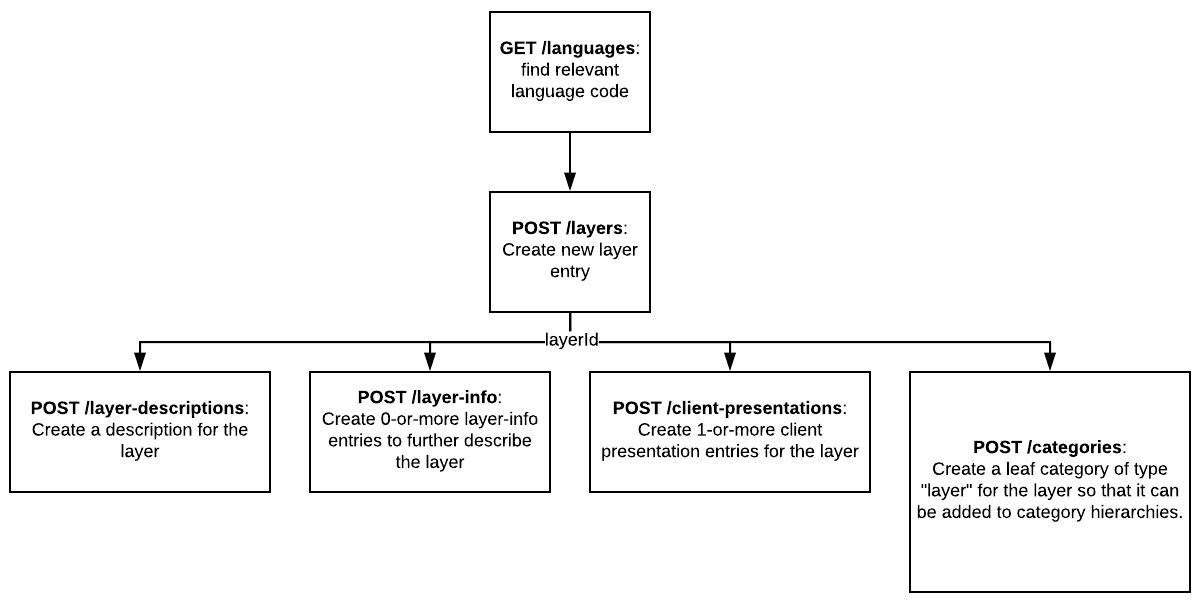 GET /languages:
find relevant
language code
POST /layers:
Create new layer
entry
layerId
POST /layer-descriptions:
Create a description for the
layer
POST /layer-info:
Create 0-or-more layer-info
entries to further describe
the layer
POST /client-presentations:
Create 1-or-more client
presentation entries for the layer
POST /categories:
Create a leaf category of type
"layer" for the layer so that it can
be added to category hierarchies.